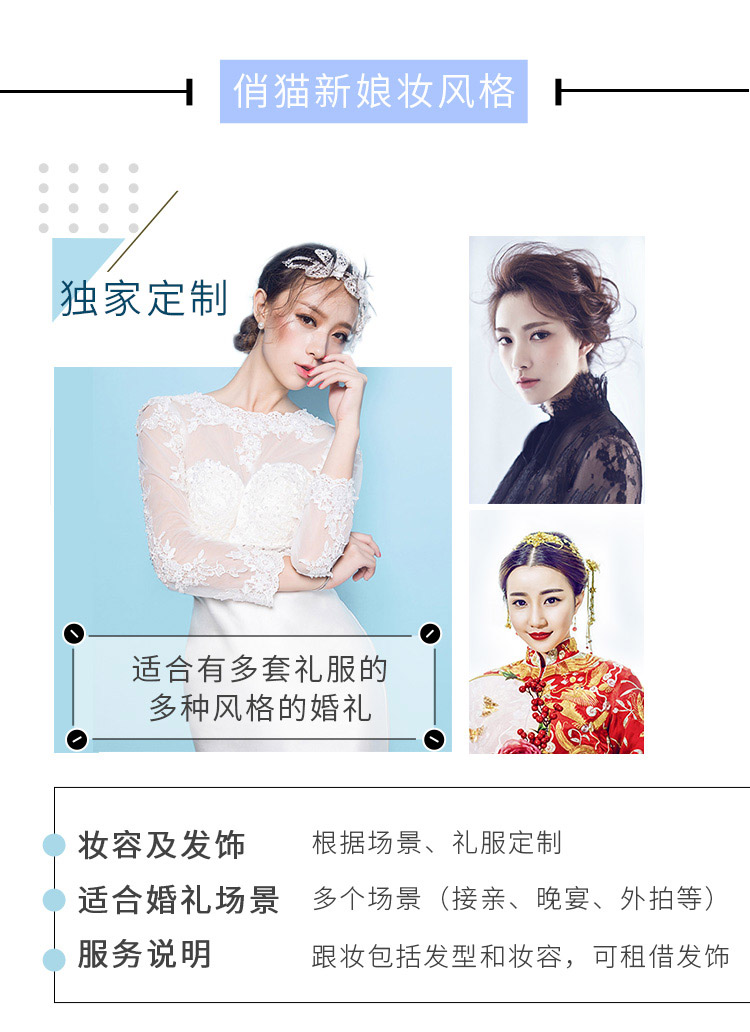 俏猫新娘妆风格
独家定制
适合有多套礼服的
多种风格的婚礼
妆容及发饰 根据场景、礼服定制
适合婚礼场景 多个场景（接亲、晚宴、外拍等）
服务说明 跟妆包括发型和妆容，可租借发饰